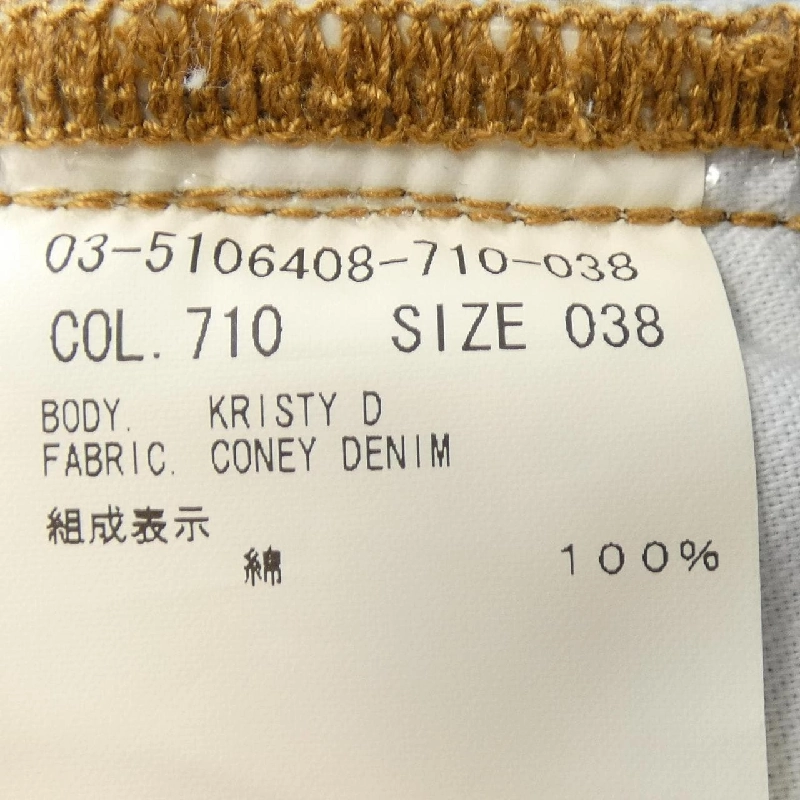 03-5106408-710-038
COL. 710 SIZE 038
BODY. KRISTY D
FABRIC. CONEY DENIM
組成表示
綿 100%